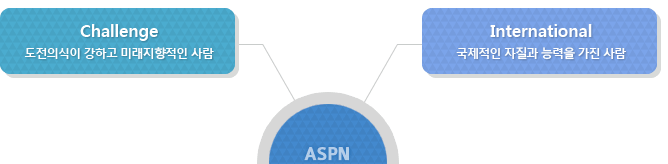 Challenge
도전의식이 강하고 미래지향적인 사람
International
국제적인 자질과 능력을 가진 사람
ASPN